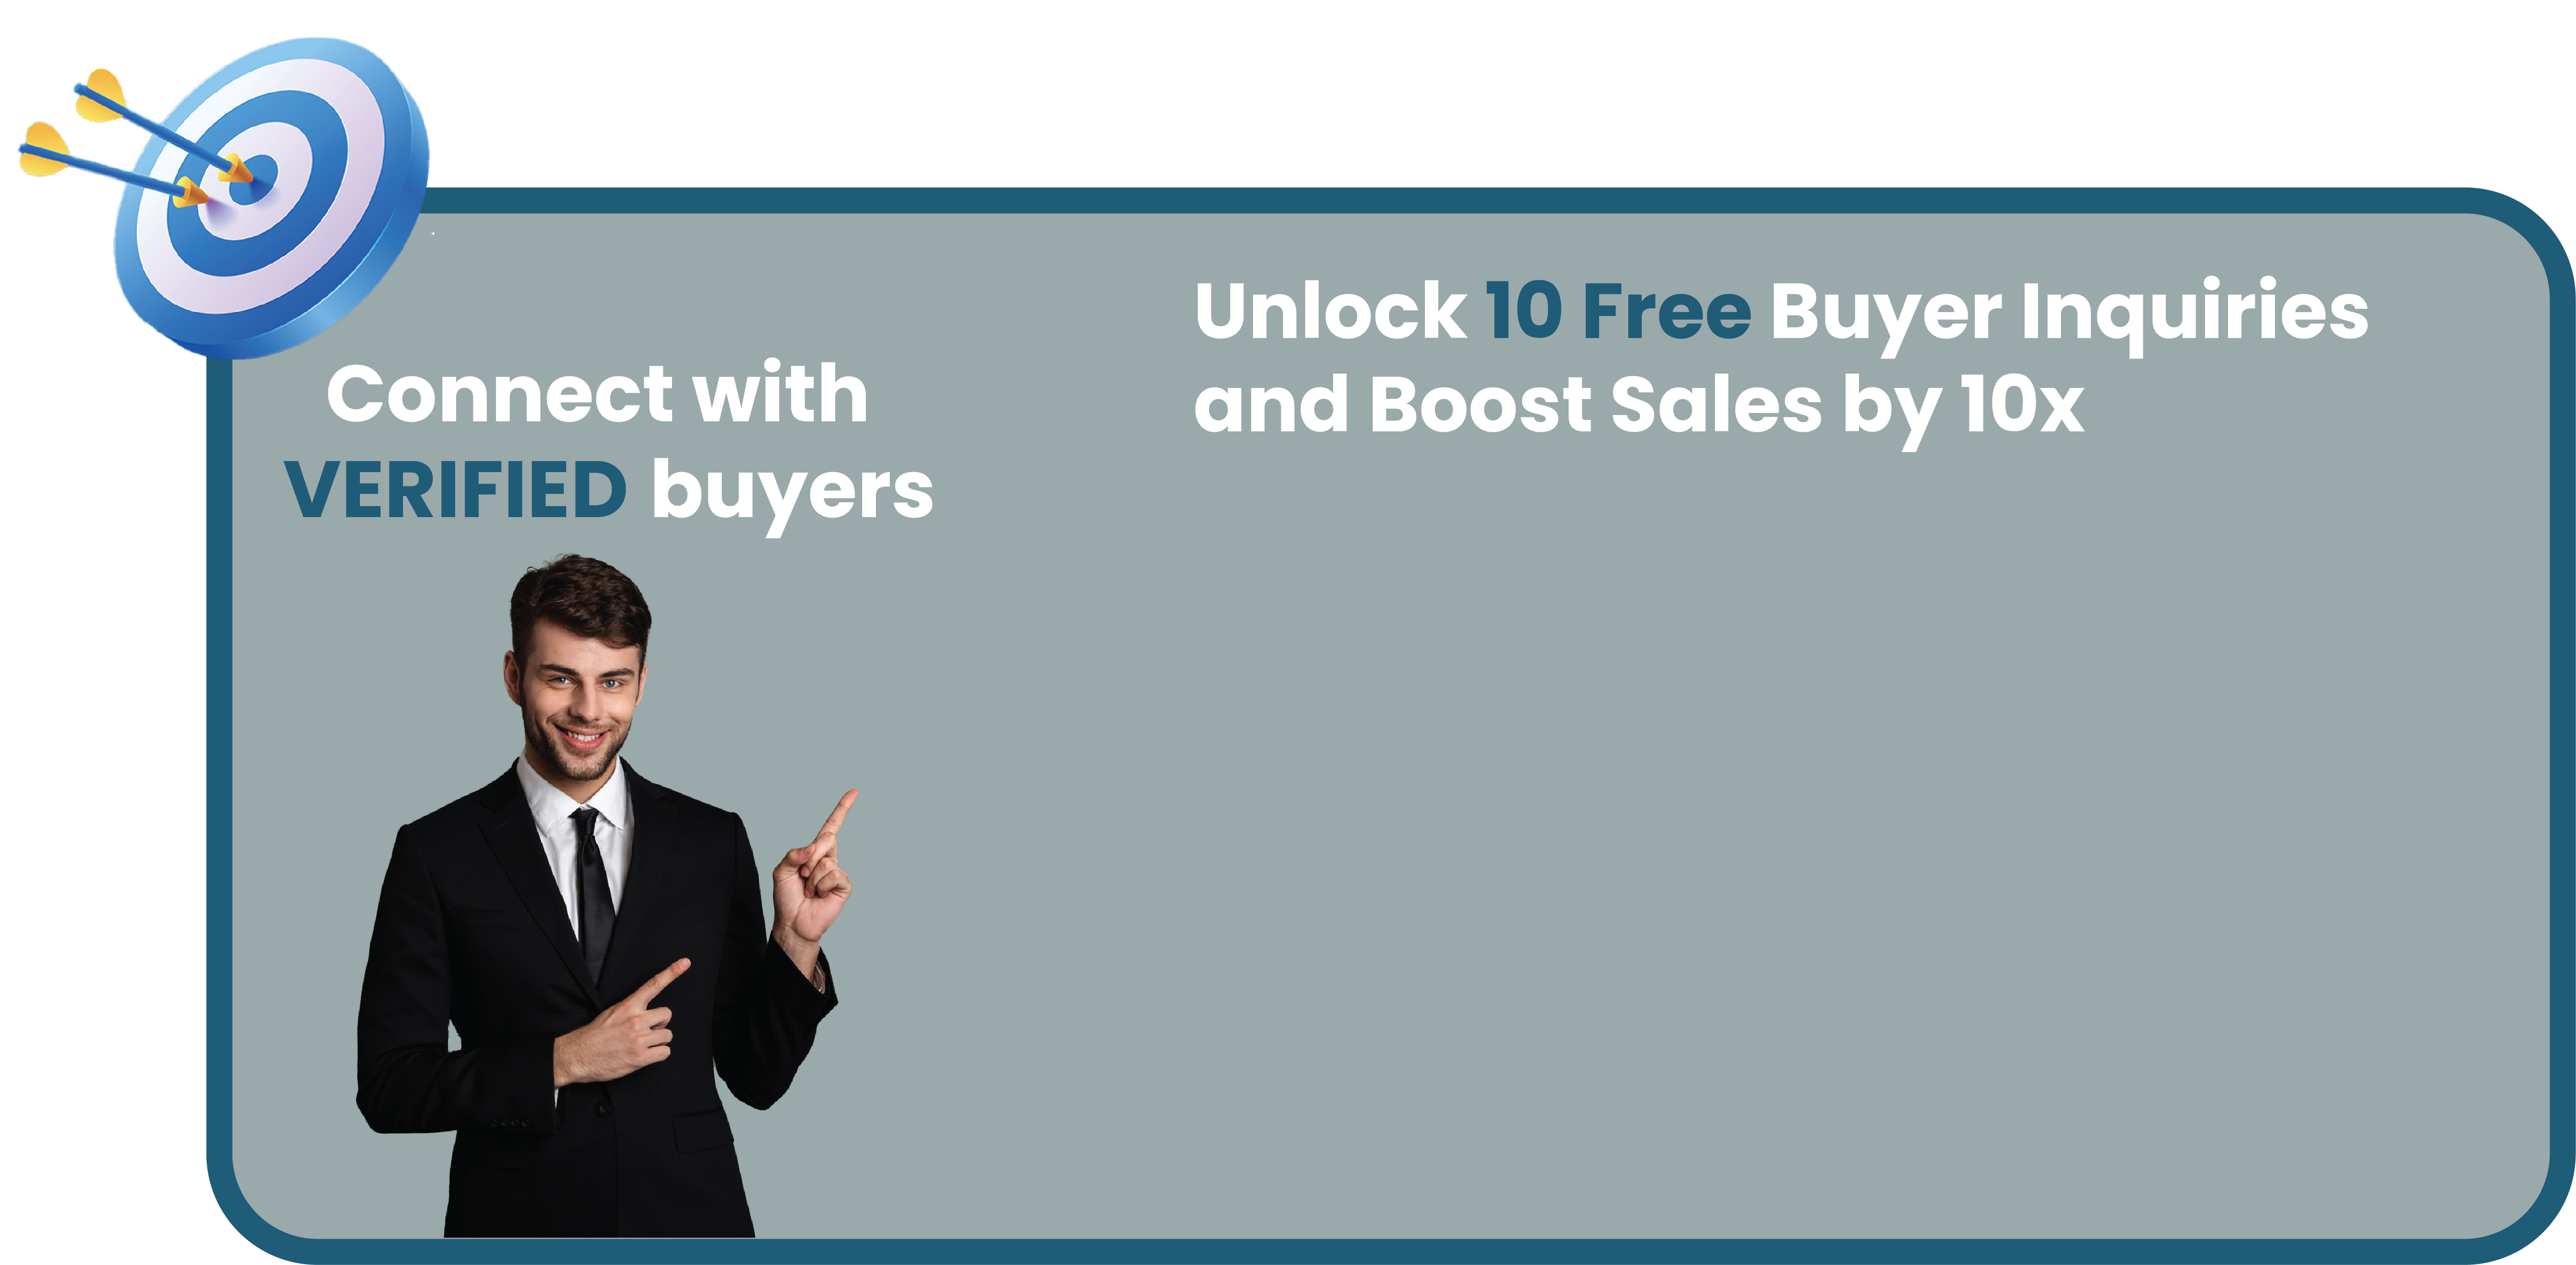 Connect with
VERIFIED buyers
Unlock 10 Free Buyer Inquiries
and Boost Sales by 10x